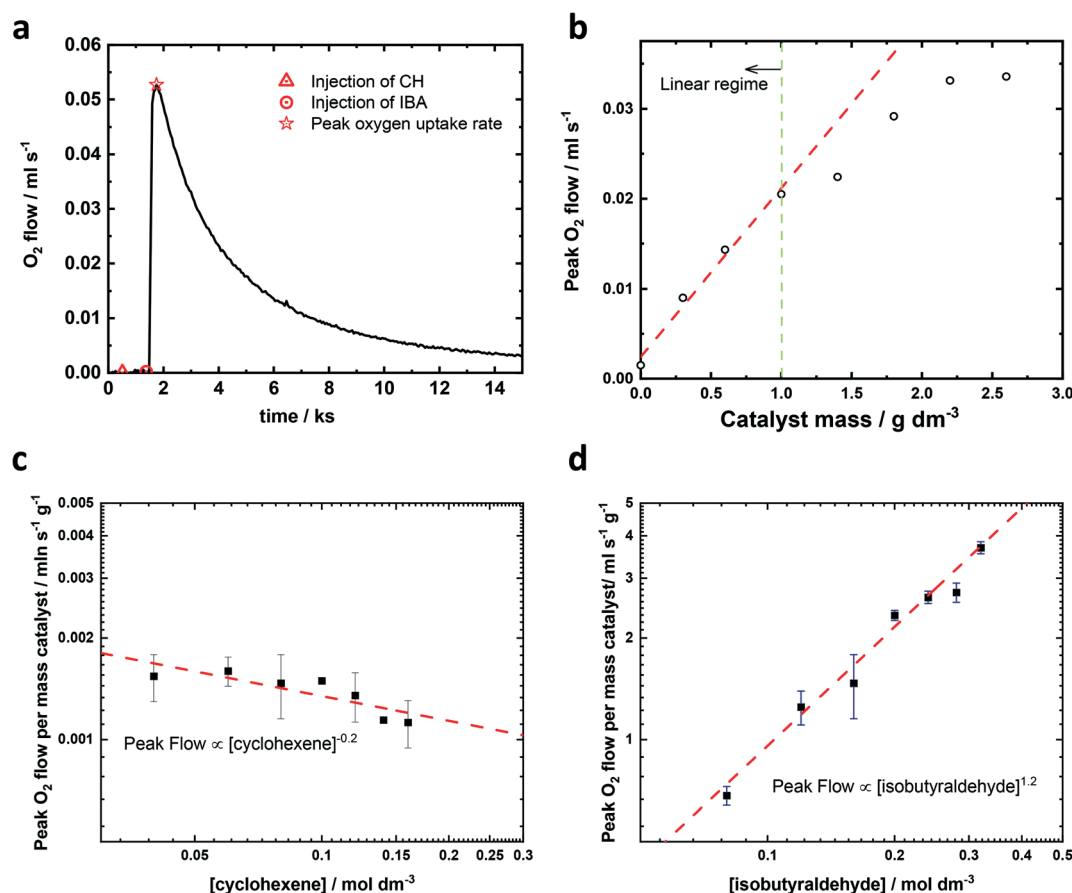 a
O₂ flow / ml s⁻¹
0.06
0.05
0.04
0.03
0.02
0.01
0.00
Injection of CH
Injection of IBA
Peak oxygen uptake rate
0 2 4 6 8 10 12 14
time / ks
b
Peak O₂ flow / ml s⁻¹
0.03
0.02
0.01
0.00
Linear regime
0.0 0.5 1.0 1.5 2.0 2.5 3.0
Catalyst mass / g dm⁻³
c
Peak O₂ flow per mass catalyst / mln s⁻¹ g⁻¹
0.005
0.004
0.003
0.002
0.001
Peak Flow ∝ [cyclohexene]⁻⁰·²
0.05 0.1 0.15 0.2 0.25 0.3
[cyclohexene] / mol dm⁻³
d
Peak O₂ flow per mass catalyst/ ml s⁻¹ g⁻¹
5
4
3
2
1
Peak Flow ∝ [isobutyraldehyde]¹·²
0.1 0.2 0.3 0.4 0.5
[isobutyraldehyde] / mol dm⁻³